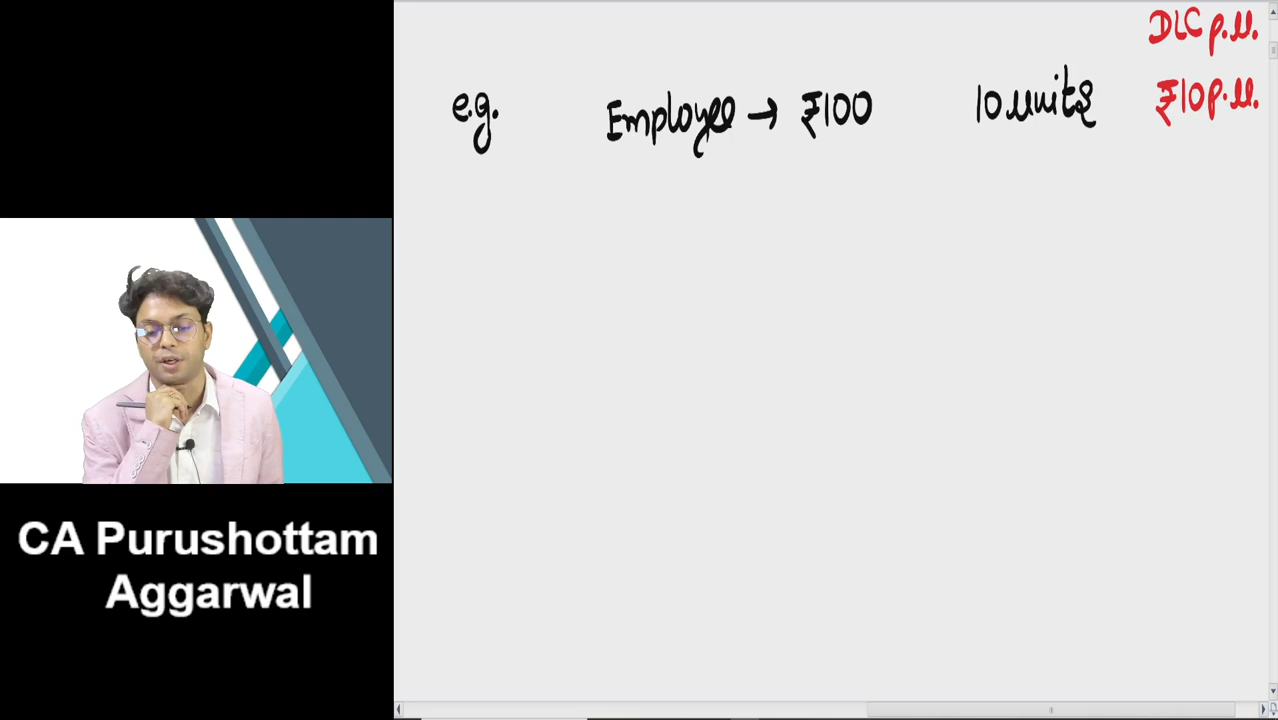 DLC p.u.
e.g. Employee → ₹100 10 units ₹10 p.u.
CA Purushottam
Aggarwal